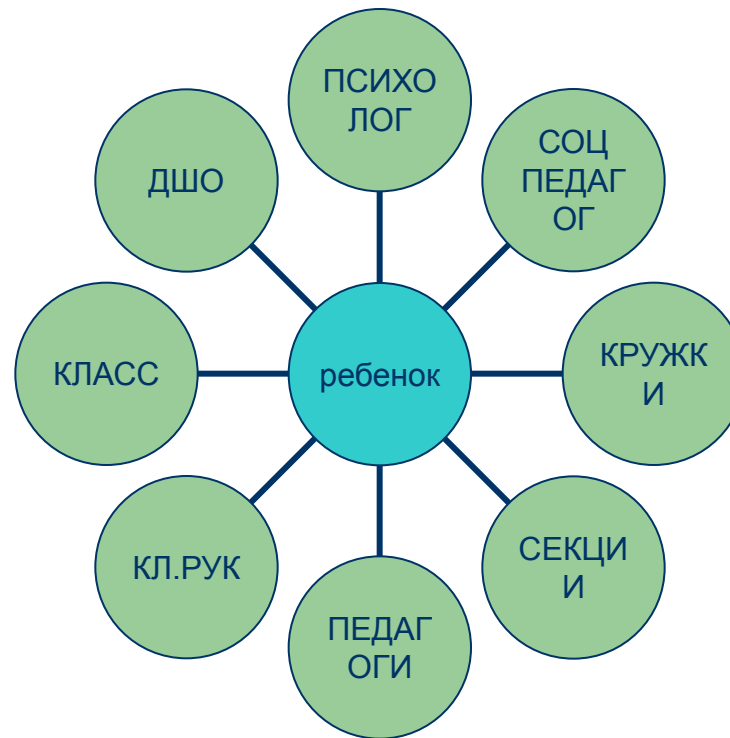 ПСИХО
ЛОГ
СОЦ
ПЕДАГ
ОГ
ДШО
КЛАСС
ребенок
КРУЖК
И
КЛ.РУК
СЕКЦИ
И
ПЕДАГ
ОГИ